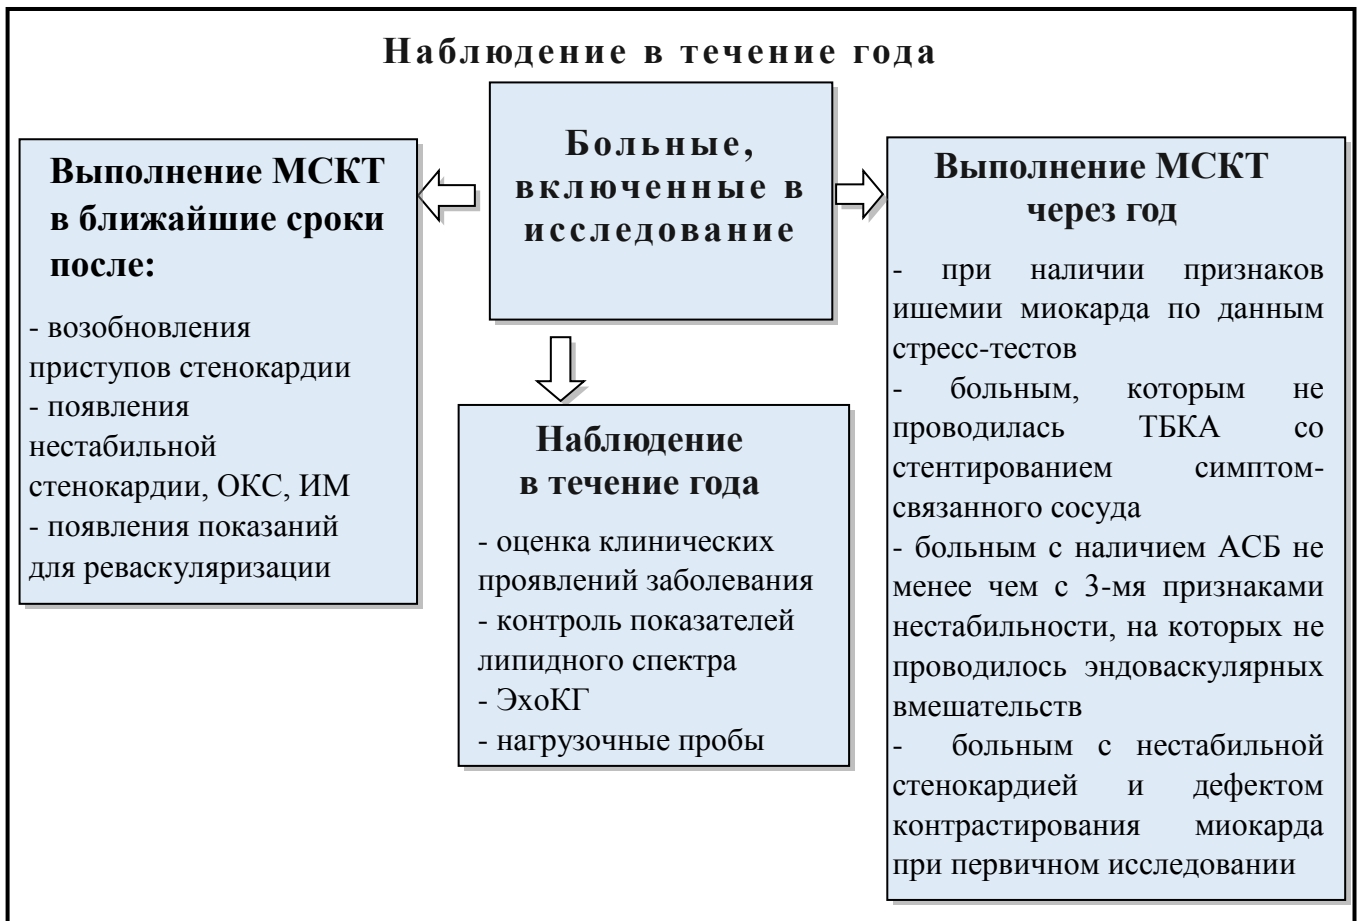 Наблюдение в течение года
Больные,
включенные в
исследование
Выполнение МСКТ
в ближайшие сроки
после:
- возобновления
приступов стенокардии
- появления
нестабильной
стенокардии, ОКС, ИМ
- появления показаний
для реваскуляризации
Наблюдение
в течение года
- оценка клинических
проявлений заболевания
- контроль показателей
липидного спектра
- ЭхоКГ
- нагрузочные пробы
Выполнение МСКТ
через год
- при наличии признаков
ишемии миокарда по данным
стресс-тестов
- больным, которым не
проводилась ТБКА со
стентированием симптом-
связанного сосуда
- больным с наличием АСБ не
менее чем с 3-мя признаками
нестабильности, на которых не
проводилось эндоваскулярных
вмешательств
- больным с нестабильной
стенокардией и дефектом
контрастирования миокарда
при первичном исследовании